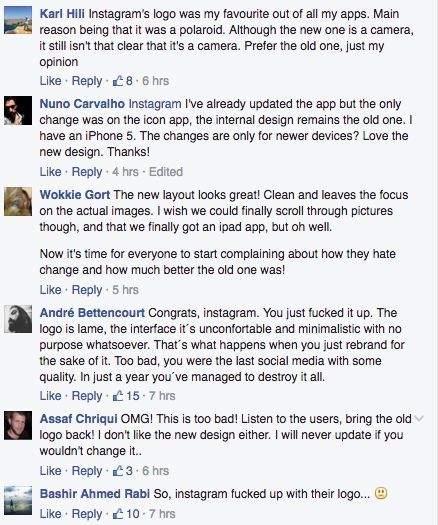 Karl Hili Instagram's logo was my favourite out of all my apps. Main
reason being that it was a polaroid. Although the new one is a camera,
it still isn't that clear that it's a camera. Prefer the old one, just my
opinion
Like · Reply · 8 · 6 hrs
Nuno Carvalho Instagram I've already updated the app but the only
change was on the icon app, the internal design remains the old one. I
have an iPhone 5. The changes are only for newer devices? Love the
new design. Thanks!
Like · Reply · 4 hrs · Edited
Wokkie Gort The new layout looks great! Clean and leaves the focus
on the actual images. I wish we could finally scroll through pictures
though, and that we finally got an ipad app, but oh well.
Now it's time for everyone to start complaining about how they hate
change and how much better the old one was!
Like · Reply · 5 hrs
André Bettencourt Congrats, instagram. You just fucked it up. The
logo is lame, the interface it´s unconfortable and minimalistic with no
purpose whatsoever. That´s what happens when you just rebrand for
the sake of it. Too bad, you were the last social media with some
quality. In just a year you´ve managed to destroy it all.
Like · Reply · 15 · 7 hrs
Assaf Chriqui OMG! This is too bad! Listen to the users, bring the old
logo back! I don't like the new design either. I will never update if you
wouldn't change it..
Like · Reply · 3 · 6 hrs
Bashir Ahmed Rabi So, instagram fucked up with their logo...
Like · Reply · 10 · 7 hrs